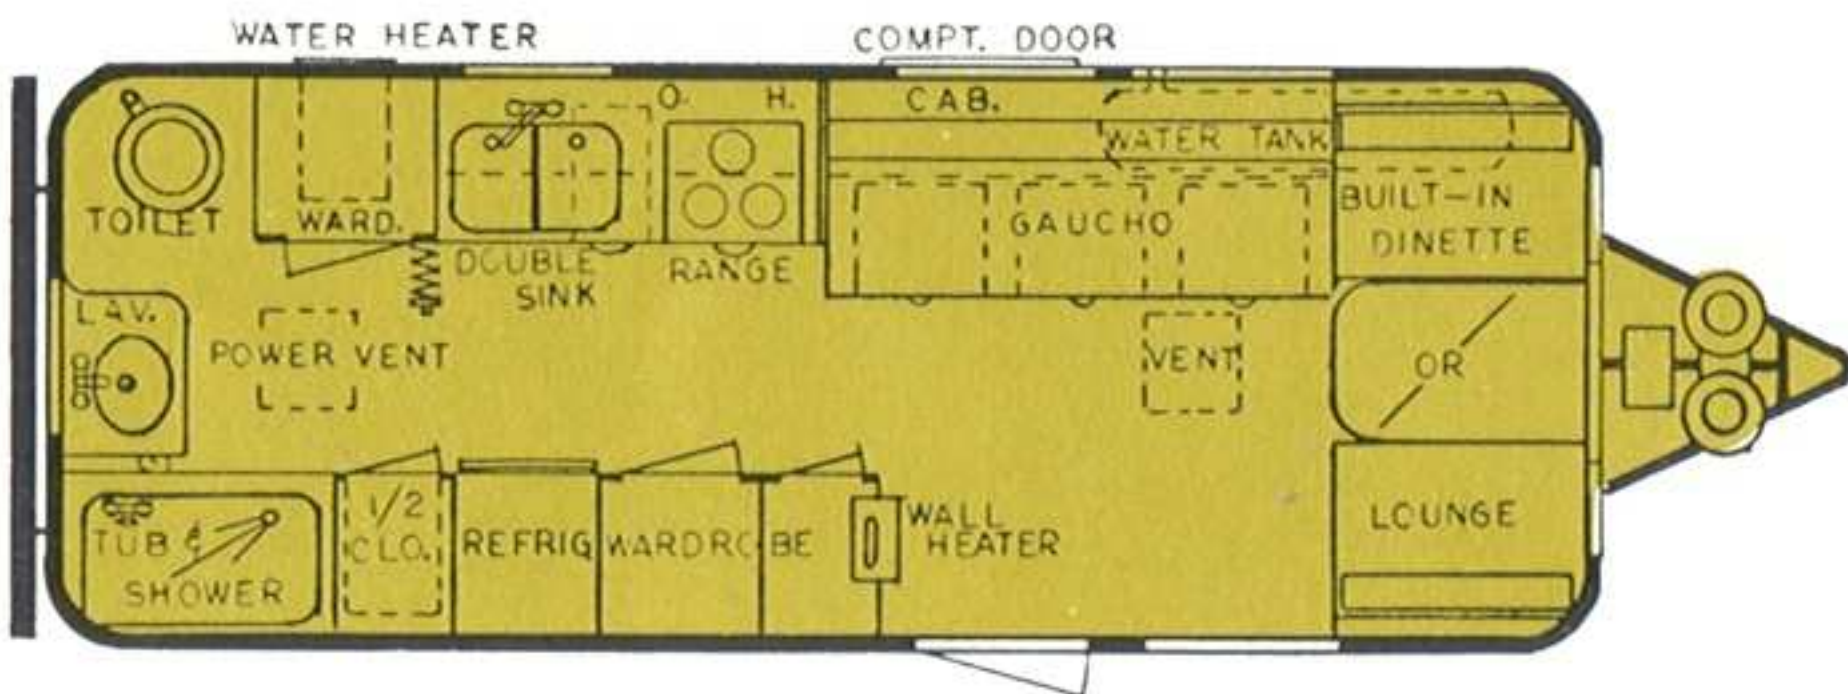 WATER HEATER
COMPT. DOOR
O. H.
CAB.
WATER TANK
TOILET
WARD.
DOUBLE
SINK
RANGE
GAUCHO
BUILT-IN
DINETTE
LAV.
POWER VENT
VENT
OR
TUB &
SHOWER
1/2
CLO.
REFRIG
WARDROBE
WALL
HEATER
LOUNGE